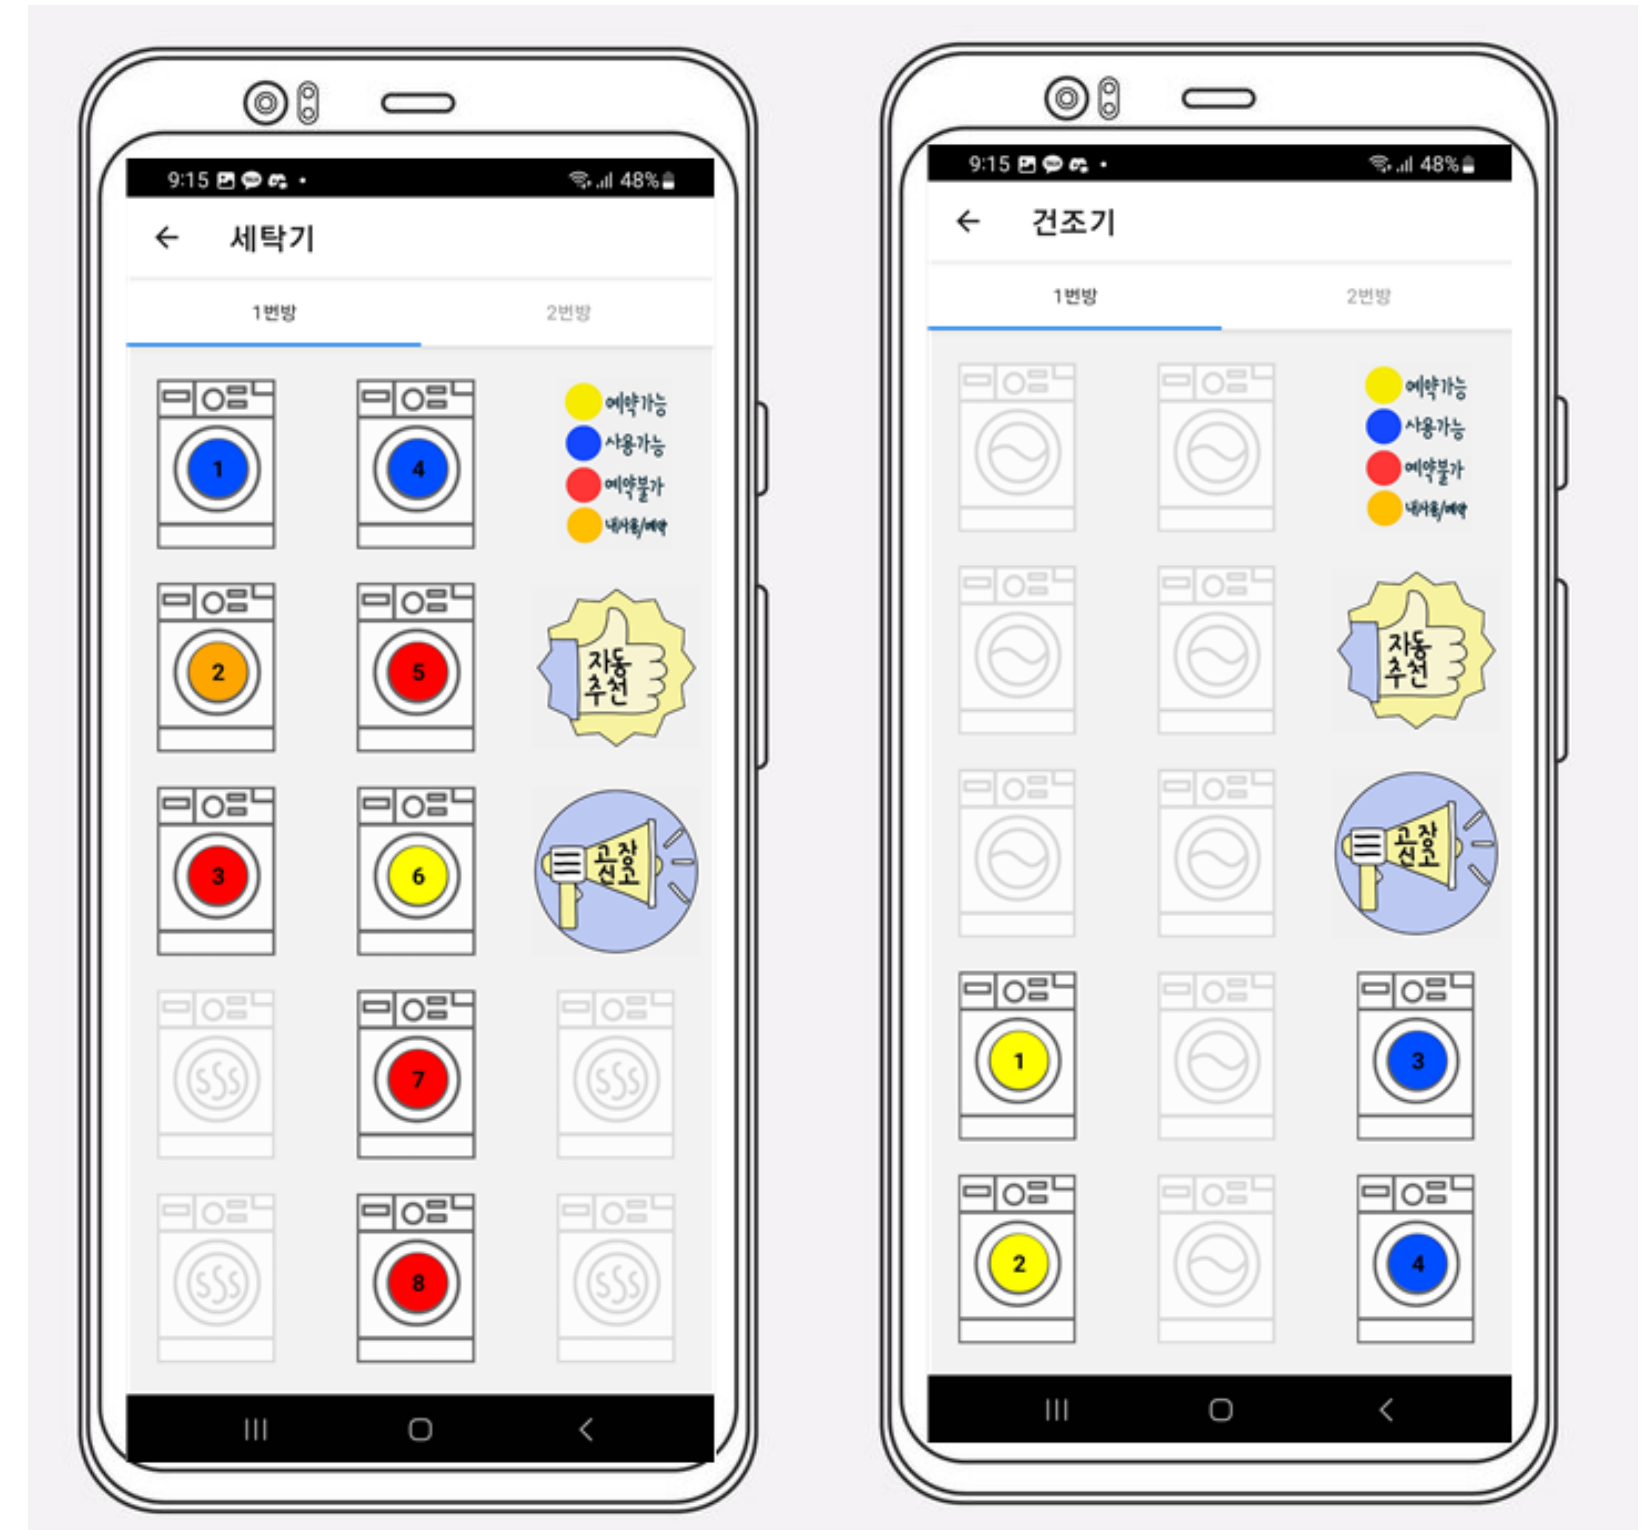 9:15
48%
세탁기
1번방
2번방
1
4
예약가능
사용가능
예약불가
내사용/예약
2
5
자동
추천
3
6
고장
신고
7
8
9:15
48%
건조기
1번방
2번방
예약가능
사용가능
예약불가
내사용/예약
자동
추천
고장
신고
1
3
2
4